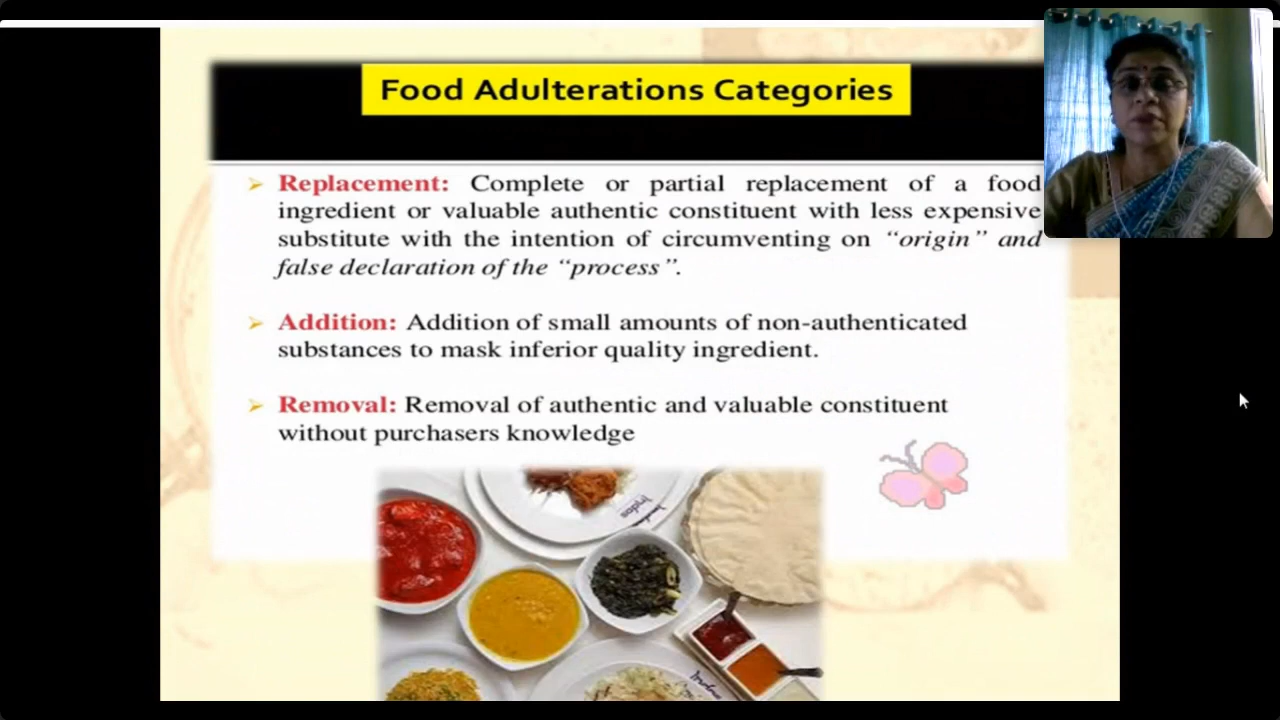 Food Adulterations Categories
➢ Replacement: Complete or partial replacement of a food
ingredient or valuable authentic constituent with less expensive
substitute with the intention of circumventing on “origin” and
false declaration of the “process”.
➢ Addition: Addition of small amounts of non-authenticated
substances to mask inferior quality ingredient.
➢ Removal: Removal of authentic and valuable constituent
without purchasers knowledge